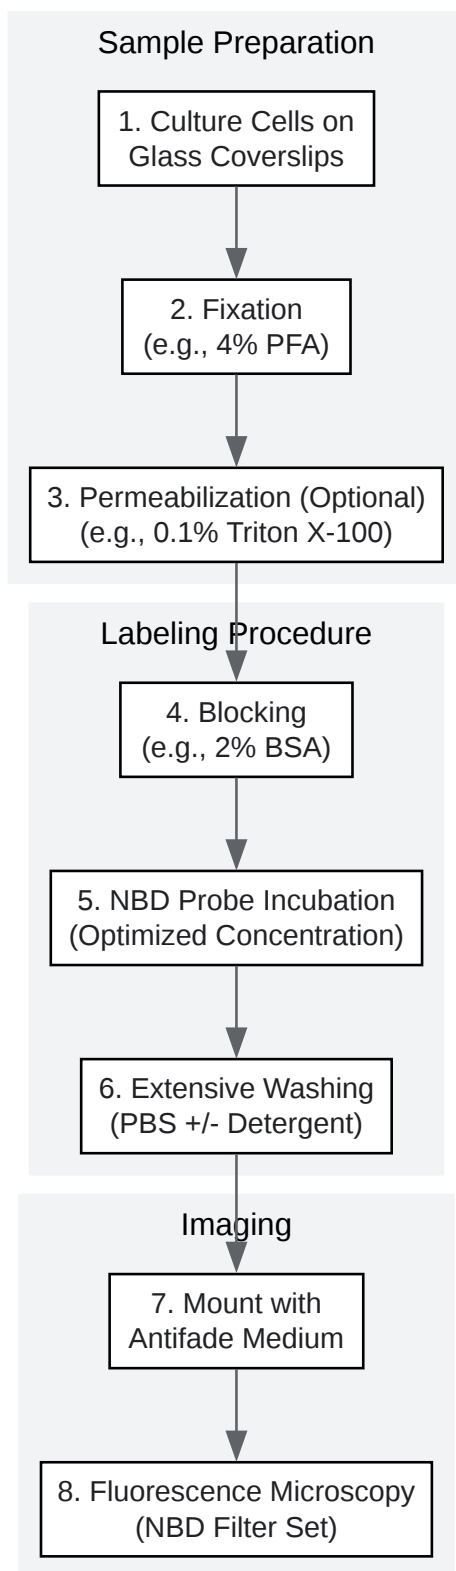 Sample Preparation
1. Culture Cells on
Glass Coverslips
2. Fixation
(e.g., 4% PFA)
3. Permeabilization (Optional)
(e.g., 0.1% Triton X-100)
Labeling Procedure
4. Blocking
(e.g., 2% BSA)
5. NBD Probe Incubation
(Optimized Concentration)
6. Extensive Washing
(PBS +/- Detergent)
Imaging
7. Mount with
Antifade Medium
8. Fluorescence Microscopy
(NBD Filter Set)